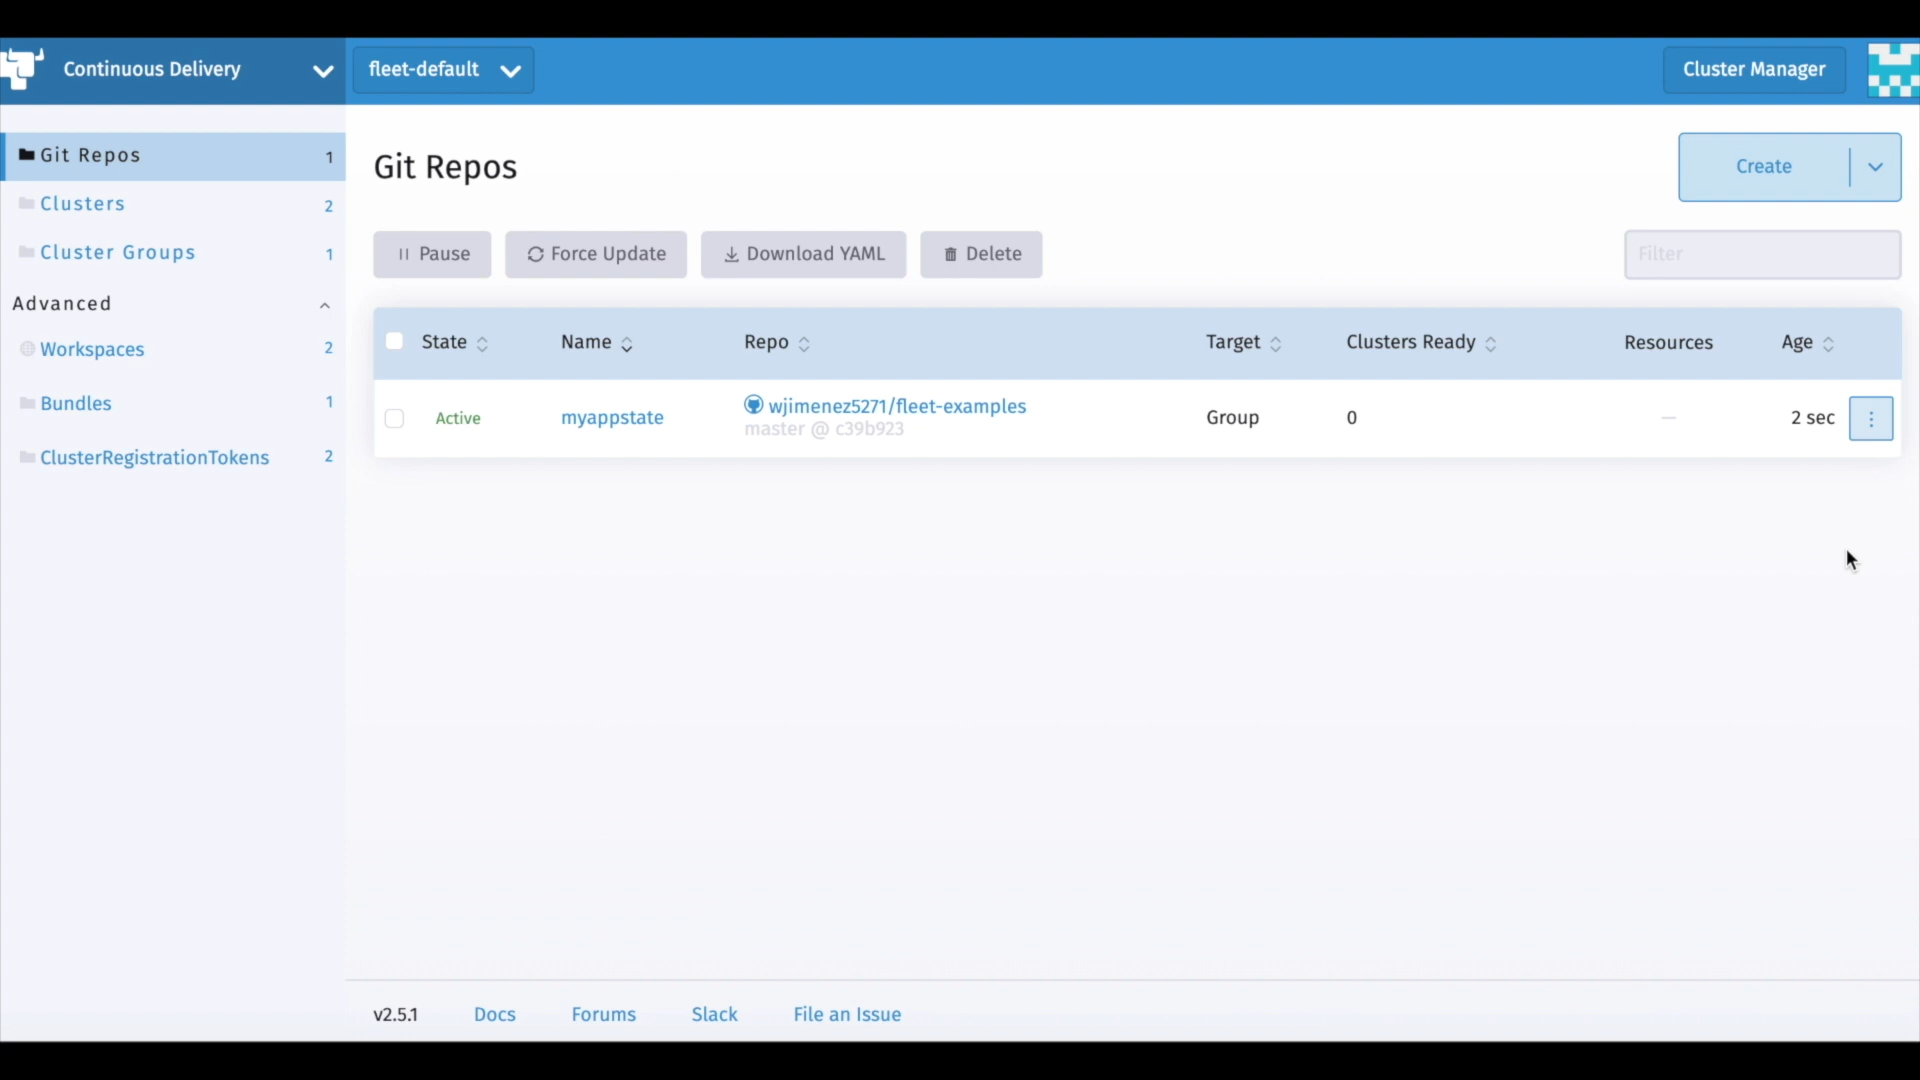 Continuous Delivery
fleet-default
Cluster Manager
Git Repos 1
Clusters 2
Cluster Groups 1
Advanced
Workspaces 2
Bundles 1
ClusterRegistrationTokens 2
Git Repos
Create
Pause
Force Update
Download YAML
Delete
Filter
State Name Repo Target Clusters Ready Resources Age
Active myappstate wjimenez5271/fleet-examples Group 0 — 2 sec
master @ c39b923
v2.5.1 Docs Forums Slack File an Issue